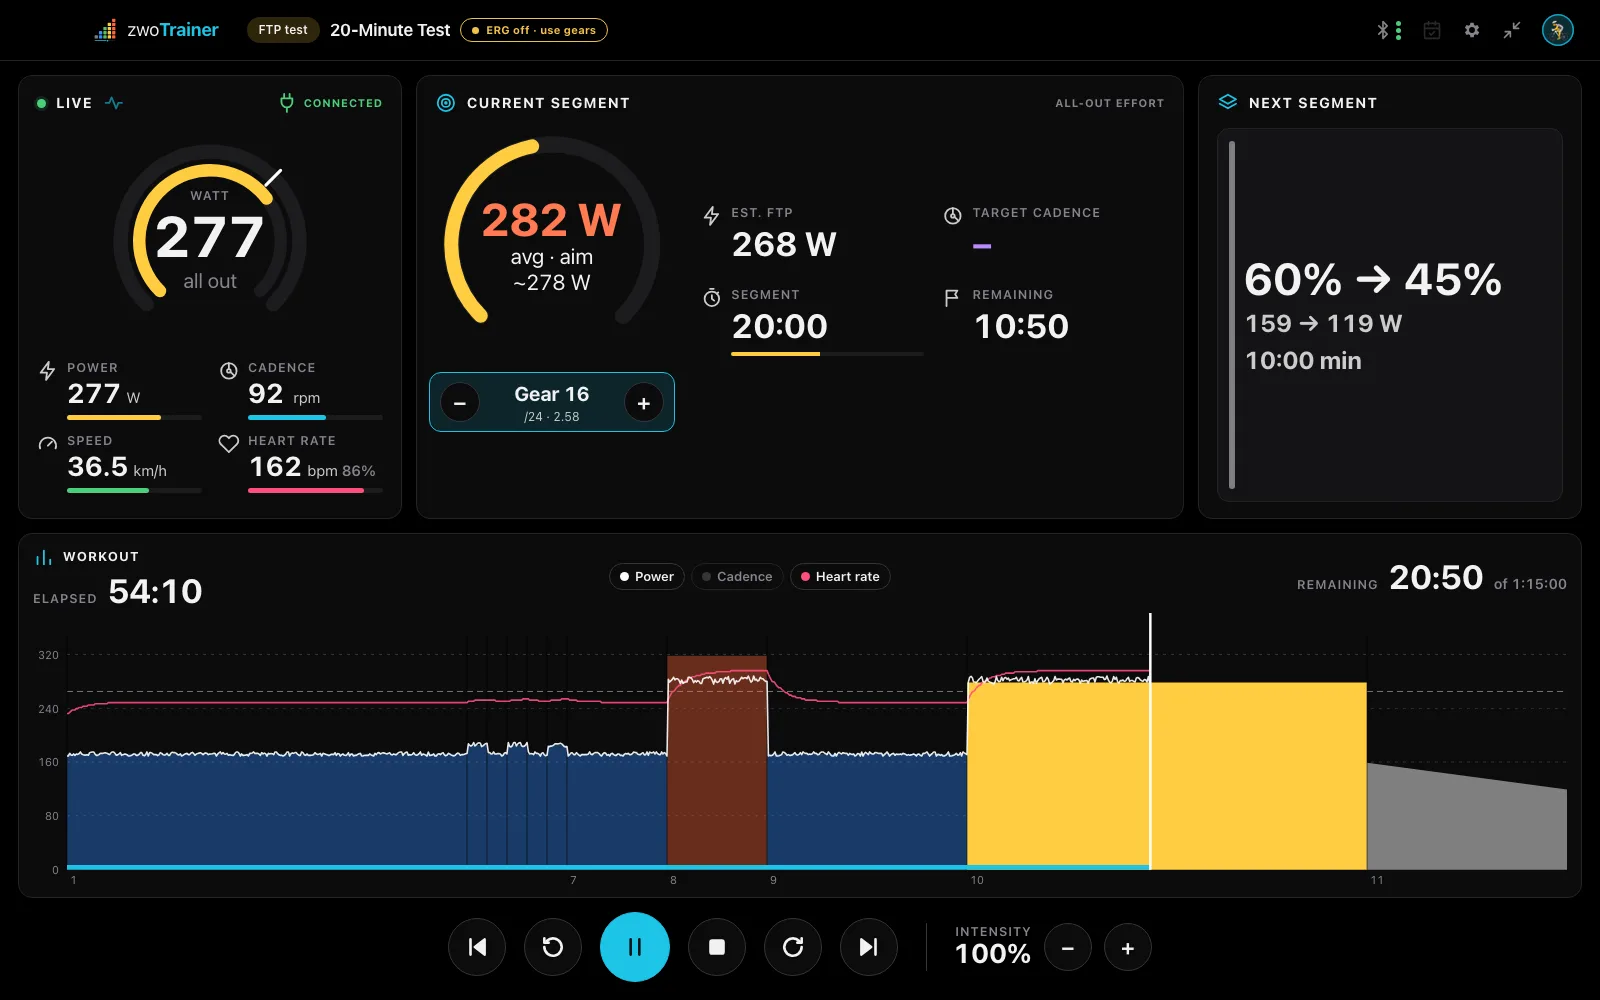 zwoTrainer
FTP test
20-Minute Test
ERG off · use gears
LIVE
CONNECTED
WATT
277
all out
POWER
277 W
CADENCE
92 rpm
SPEED
36.5 km/h
HEART RATE
162 bpm 86%
CURRENT SEGMENT
ALL-OUT EFFORT
282 W
avg · aim
~278 W
Gear 16
/24 · 2.58
EST. FTP
268 W
TARGET CADENCE
–
SEGMENT
20:00
REMAINING
10:50
NEXT SEGMENT
60% → 45%
159 → 119 W
10:00 min
WORKOUT
ELAPSED 54:10
Power
Cadence
Heart rate
REMAINING 20:50 of 1:15:00
320
240
160
80
0
1 7 8 9 10 11
INTENSITY
100%